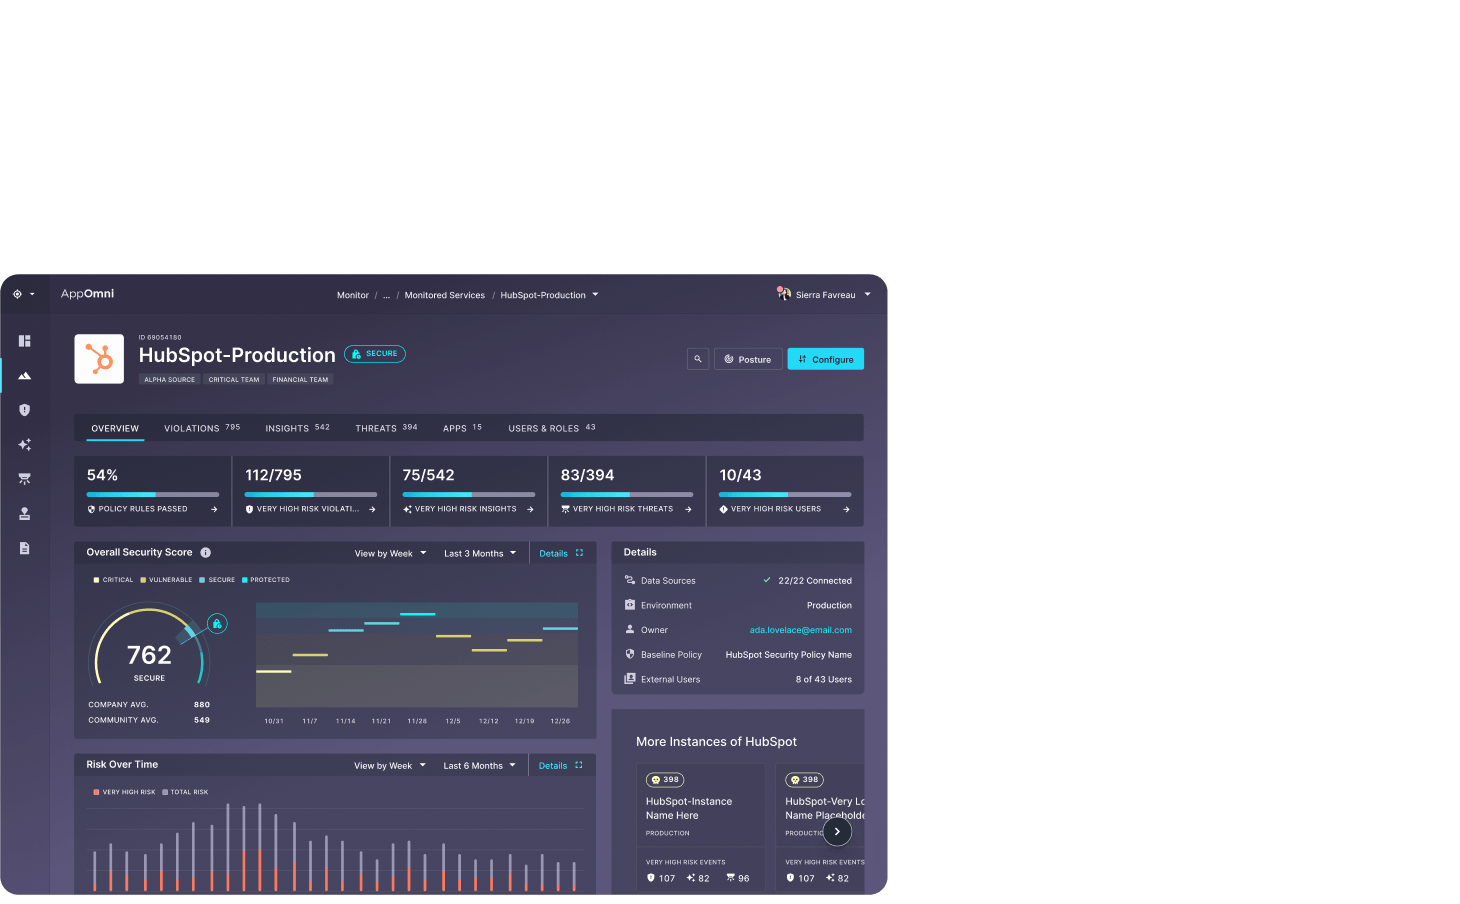 AppOmni
Monitor / ... / Monitored Services / HubSpot-Production
Sierra Favreau
ID 69054180
HubSpot-Production
SECURE
ALPHA SOURCE
CRITICAL TEAM
FINANCIAL TEAM
Posture
Configure
OVERVIEW
VIOLATIONS 795
INSIGHTS 542
THREATS 394
APPS 15
USERS & ROLES 43
54%
POLICY RULES PASSED
112/795
VERY HIGH RISK VIOLATI...
75/542
VERY HIGH RISK INSIGHTS
83/394
VERY HIGH RISK THREATS
10/43
VERY HIGH RISK USERS
Overall Security Score
View by Week
Last 3 Months
Details
CRITICAL
VULNERABLE
SECURE
PROTECTED
762
SECURE
COMPANY AVG. 880
COMMUNITY AVG. 549
10/31 11/7 11/14 11/21 11/28 12/5 12/12 12/19 12/26
Details
Data Sources 22/22 Connected
Environment Production
Owner ada.lovelace@email.com
Baseline Policy HubSpot Security Policy Name
External Users 8 of 43 Users
Risk Over Time
View by Week
Last 6 Months
Details
VERY HIGH RISK
TOTAL RISK
More Instances of HubSpot
398
HubSpot-Instance
Name Here
PRODUCTION
VERY HIGH RISK EVENTS
107 82 96
398
HubSpot-Very Lo
Name Placeholde
PRODUCTIO
VERY HIGH RISK EVENTS
107 82